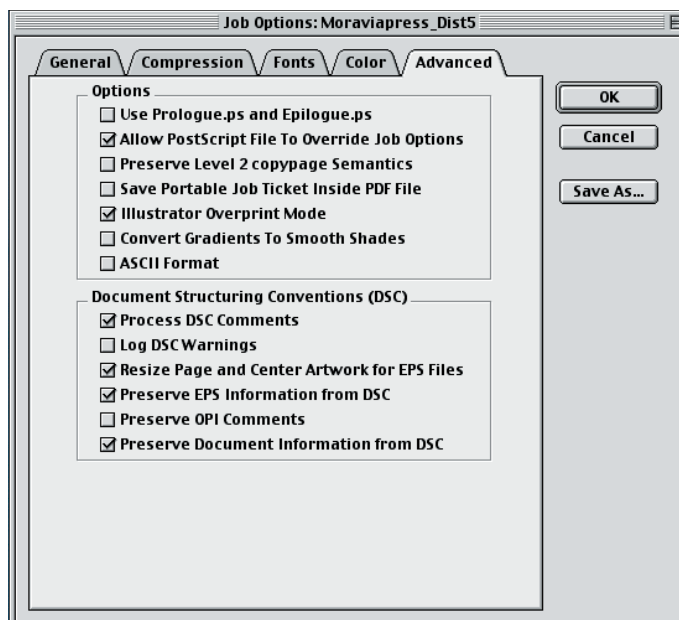 Job Options: Moraviapress_Dist5
General
Compression
Fonts
Color
Advanced
Options
Use Prologue.ps and Epilogue.ps
Allow PostScript File To Override Job Options
Preserve Level 2 copypage Semantics
Save Portable Job Ticket Inside PDF File
Illustrator Overprint Mode
Convert Gradients To Smooth Shades
ASCII Format
Document Structuring Conventions (DSC)
Process DSC Comments
Log DSC Warnings
Resize Page and Center Artwork for EPS Files
Preserve EPS Information from DSC
Preserve OPI Comments
Preserve Document Information from DSC
OK
Cancel
Save As...